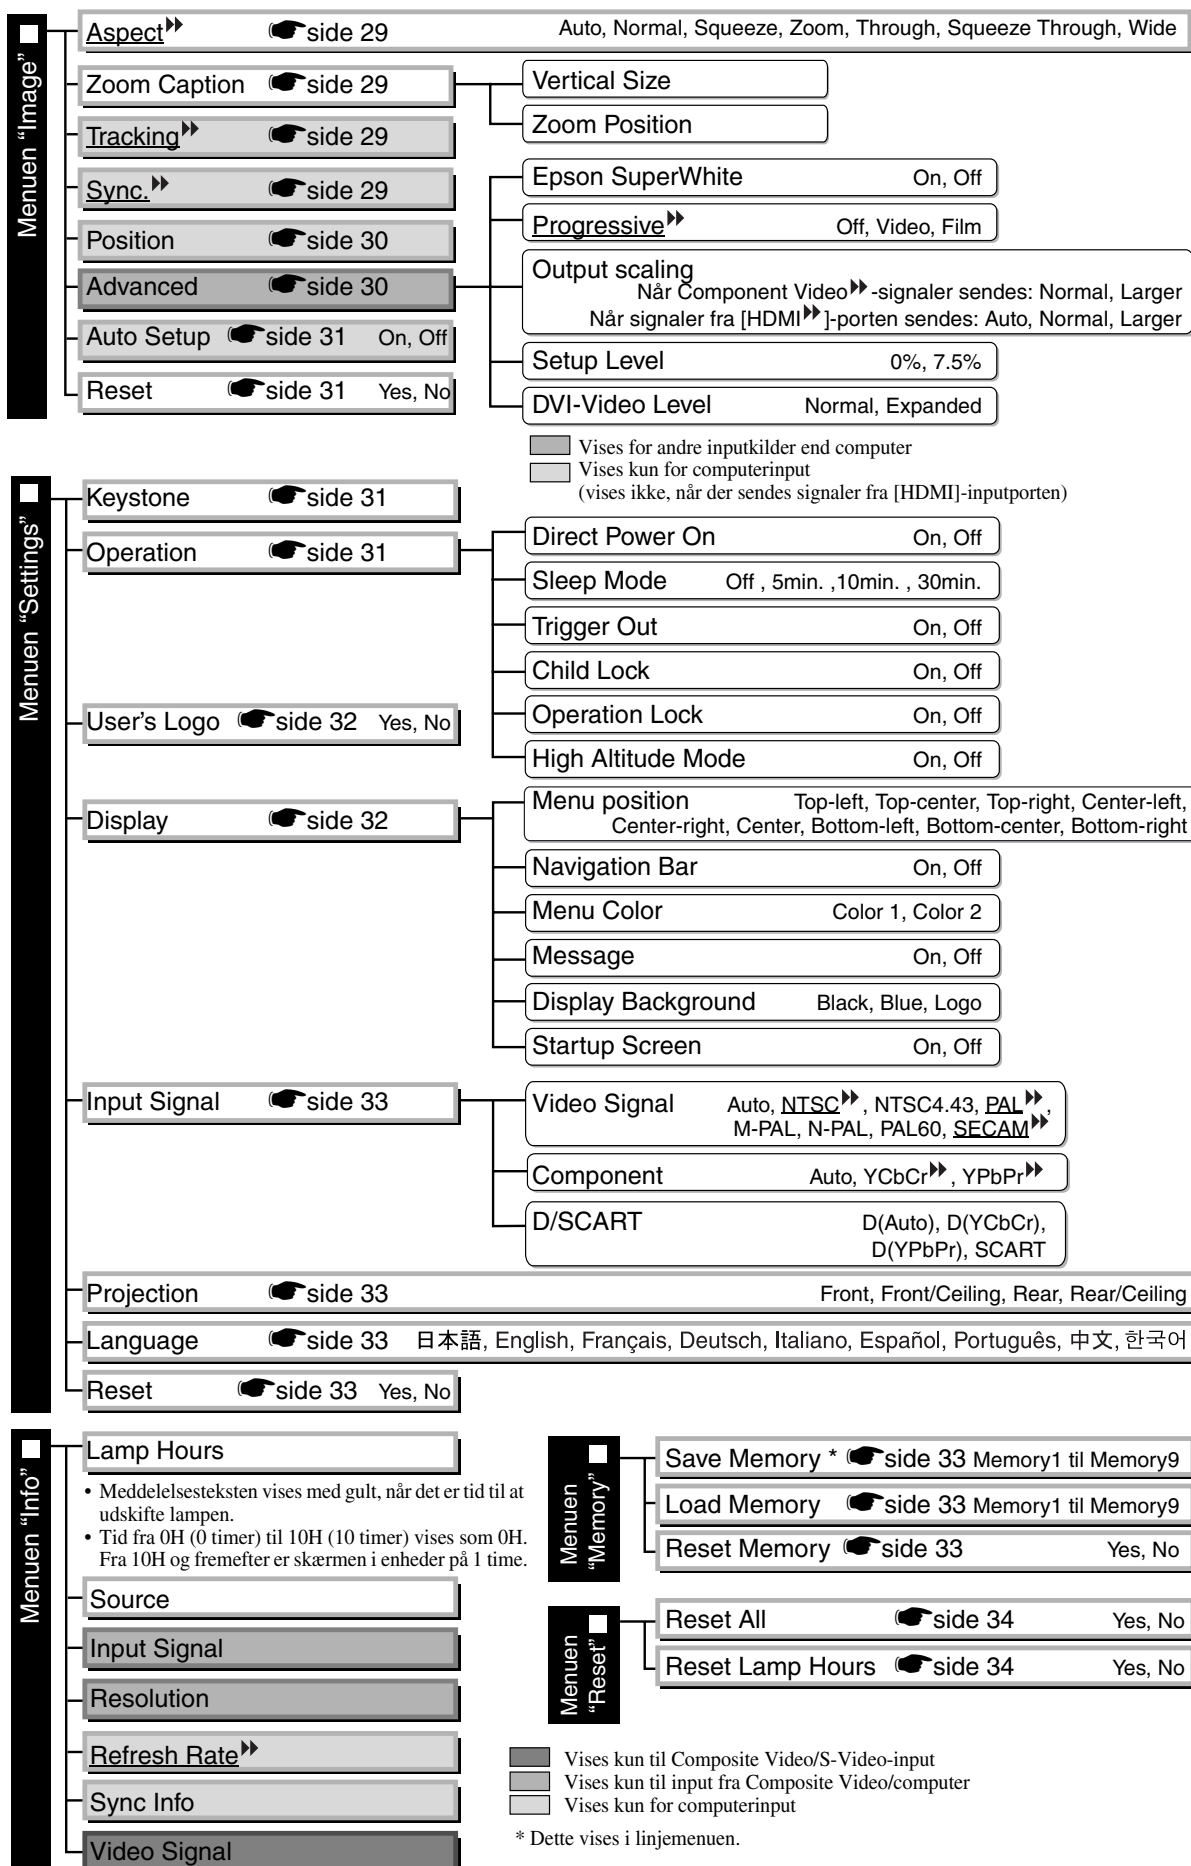 Menuen “Image”
Aspect side 29 Auto, Normal, Squeeze, Zoom, Through, Squeeze Through, Wide
Zoom Caption side 29
Vertical Size
Zoom Position
Tracking side 29
Sync. side 29
Position side 30
Advanced side 30
Epson SuperWhite On, Off
Progressive Off, Video, Film
Output scaling
Når Component Video -signaler sendes: Normal, Larger
Når signaler fra [HDMI ]-porten sendes: Auto, Normal, Larger
Setup Level 0%, 7.5%
DVI-Video Level Normal, Expanded
Auto Setup side 31 On, Off
Reset side 31 Yes, No
Vises for andre inputkilder end computer
Vises kun for computerinput
(vises ikke, når der sendes signaler fra [HDMI]-inputporten)
Menuen “Settings”
Keystone side 31
Operation side 31
Direct Power On On, Off
Sleep Mode Off , 5min. ,10min. , 30min.
Trigger Out On, Off
Child Lock On, Off
Operation Lock On, Off
High Altitude Mode On, Off
User’s Logo side 32 Yes, No
Display side 32
Menu position Top-left, Top-center, Top-right, Center-left,
Center-right, Center, Bottom-left, Bottom-center, Bottom-right
Navigation Bar On, Off
Menu Color Color 1, Color 2
Message On, Off
Display Background Black, Blue, Logo
Startup Screen On, Off
Input Signal side 33
Video Signal Auto, NTSC , NTSC4.43, PAL ,
M-PAL, N-PAL, PAL60, SECAM
Component Auto, YCbCr , YPbPr
D/SCART D(Auto), D(YCbCr),
D(YPbPr), SCART
Projection side 33 Front, Front/Ceiling, Rear, Rear/Ceiling
Language side 33 日本語, English, Français, Deutsch, Italiano, Español, Português, 中文, 한국어
Reset side 33 Yes, No
Menuen “Info”
Lamp Hours
• Meddelelsesteksten vises med gult, når det er tid til at
udskifte lampen.
• Tid fra 0H (0 timer) til 10H (10 timer) vises som 0H.
Fra 10H og fremefter er skærmen i enheder på 1 time.
Source
Input Signal
Resolution
Refresh Rate
Sync Info
Video Signal
Menuen
“Memory”
Save Memory * side 33 Memory1 til Memory9
Load Memory side 33 Memory1 til Memory9
Reset Memory side 33 Yes, No
Menuen
“Reset”
Reset All side 34 Yes, No
Reset Lamp Hours side 34 Yes, No
Vises kun til Composite Video/S-Video-input
Vises kun til input fra Composite Video/computer
Vises kun for computerinput
* Dette vises i linjemenuen.